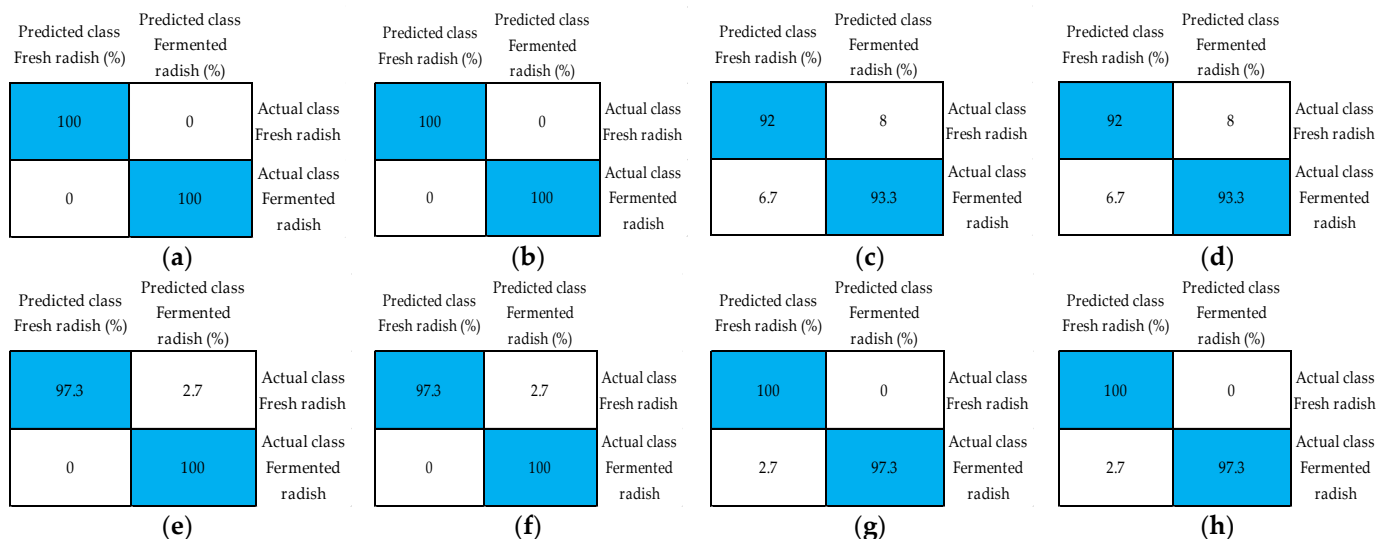 Predicted class
Fresh radish (%)
Predicted class
Fermented
radish (%)
100
0
Actual class
Fresh radish
0
100
Actual class
Fermented
radish
(a)
Predicted class
Fresh radish (%)
Predicted class
Fermented
radish (%)
100
0
Actual class
Fresh radish
0
100
Actual class
Fermented
radish
(b)
Predicted class
Fresh radish (%)
Predicted class
Fermented
radish (%)
92
8
Actual class
Fresh radish
6.7
93.3
Actual class
Fermented
radish
(c)
Predicted class
Fresh radish (%)
Predicted class
Fermented
radish (%)
92
8
Actual class
Fresh radish
6.7
93.3
Actual class
Fermented
radish
(d)
Predicted class
Fresh radish (%)
Predicted class
Fermented
radish (%)
97.3
2.7
Actual class
Fresh radish
0
100
Actual class
Fermented
radish
(e)
Predicted class
Fresh radish (%)
Predicted class
Fermented
radish (%)
97.3
2.7
Actual class
Fresh radish
0
100
Actual class
Fermented
radish
(f)
Predicted class
Fresh radish (%)
Predicted class
Fermented
radish (%)
100
0
Actual class
Fresh radish
2.7
97.3
Actual class
Fermented
radish
(g)
Predicted class
Fresh radish (%)
Predicted class
Fermented
radish (%)
100
0
Actual class
Fresh radish
2.7
97.3
Actual class
Fermented
radish
(h)